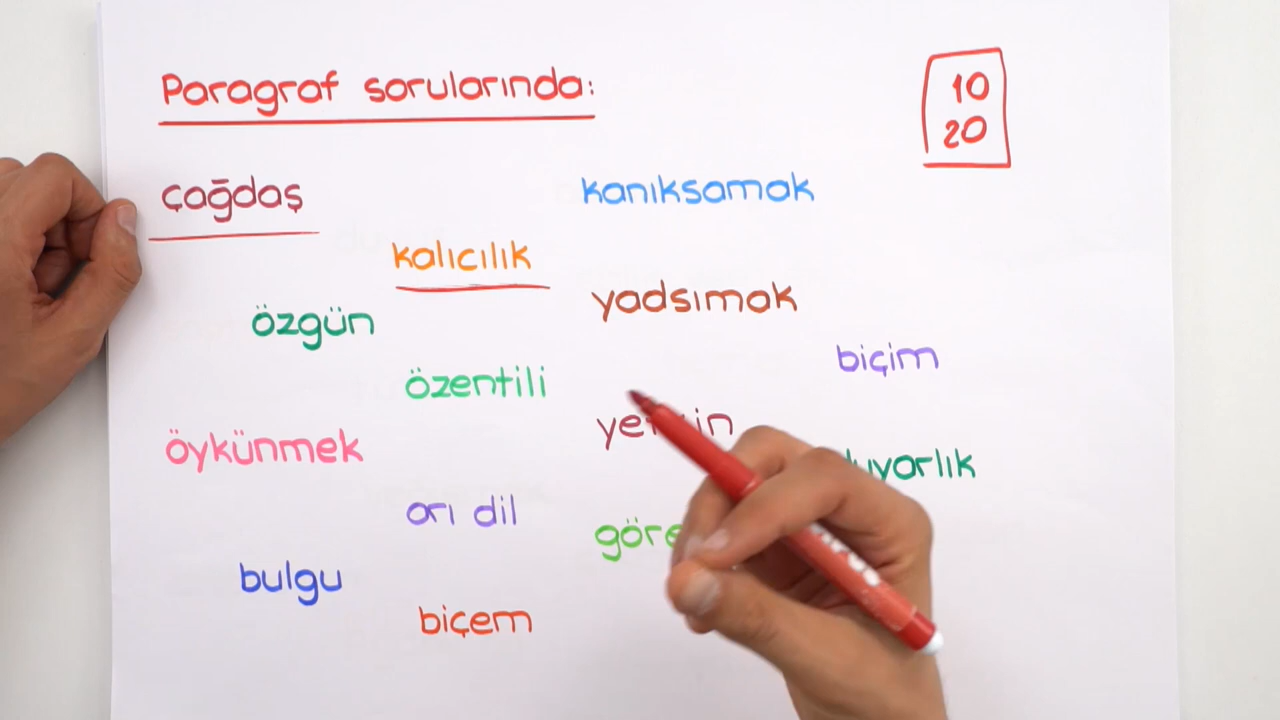 Paragraf sorularında:
10
20
çağdaş
kanıksamak
kalıcılık
yadsımak
özgün
biçim
özentili
öykünmek
arı dil
bulgu
biçem